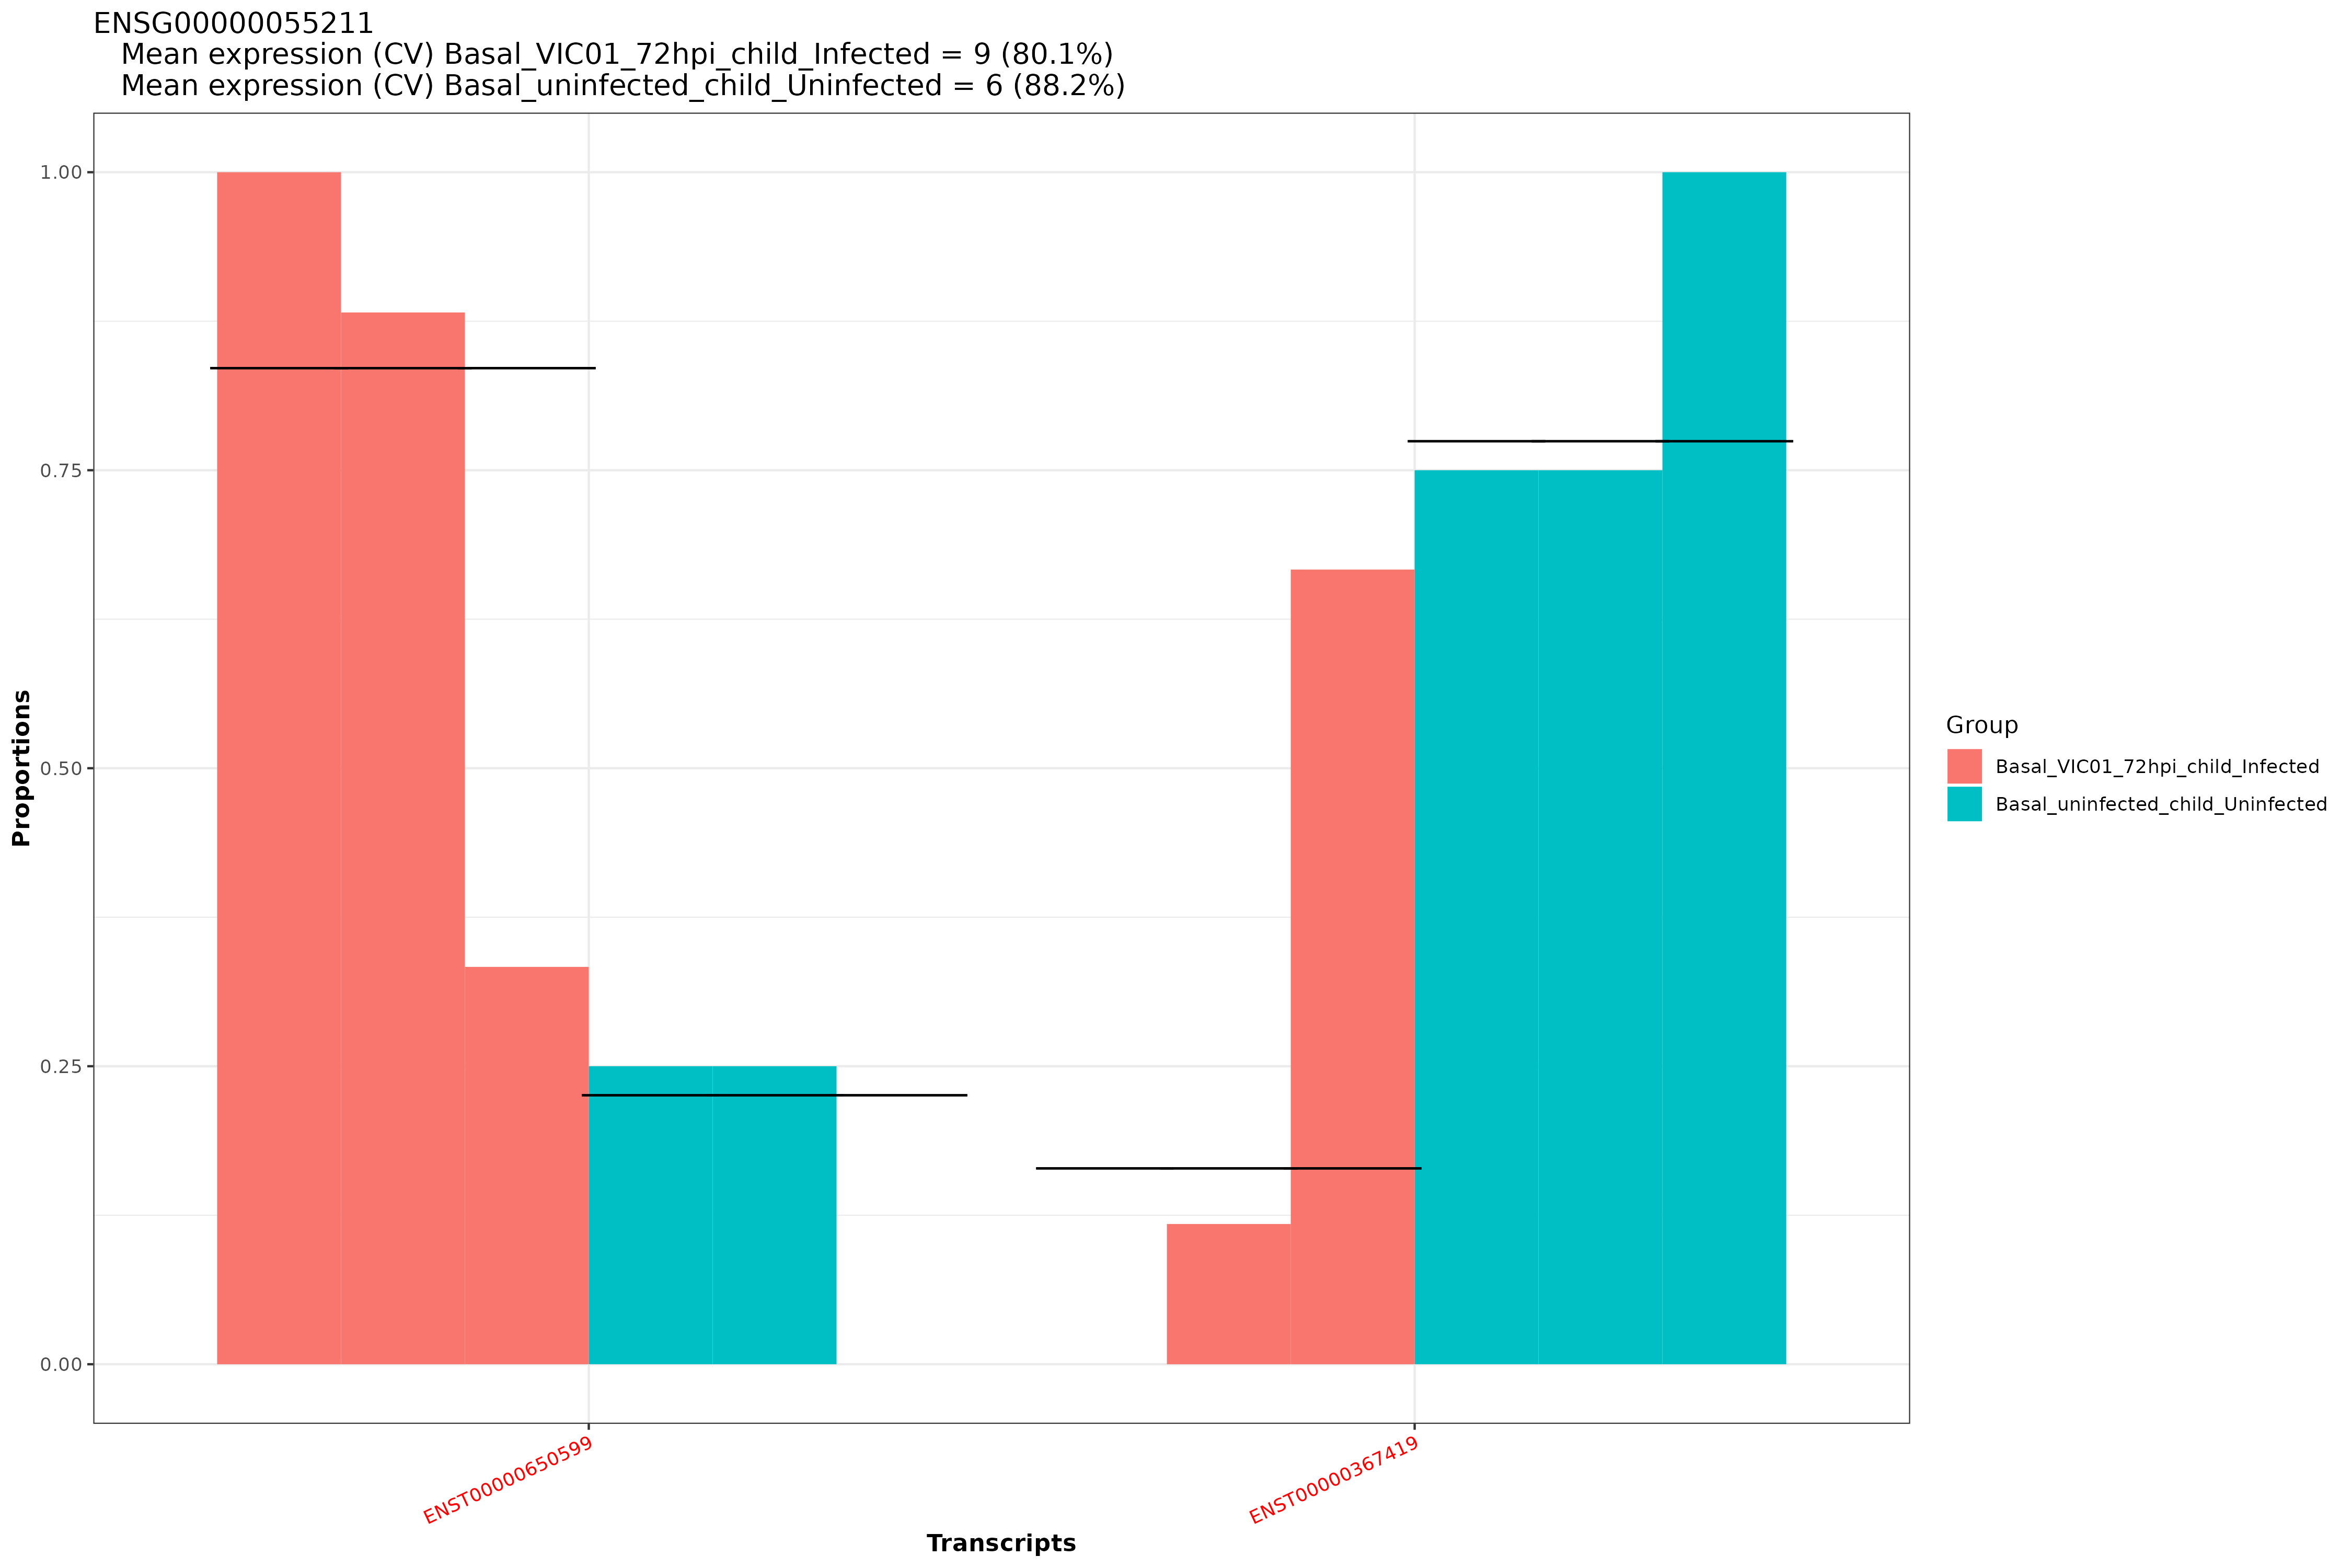 ENSG00000055211
Mean expression (CV) Basal_VIC01_72hpi_child_Infected = 9 (80.1%)
Mean expression (CV) Basal_uninfected_child_Uninfected = 6 (88.2%)
1.00
0.75
0.50
0.25
0.00
Proportions
ENST00000650599
ENST00000367419
Transcripts
Group
Basal_VIC01_72hpi_child_Infected
Basal_uninfected_child_Uninfected